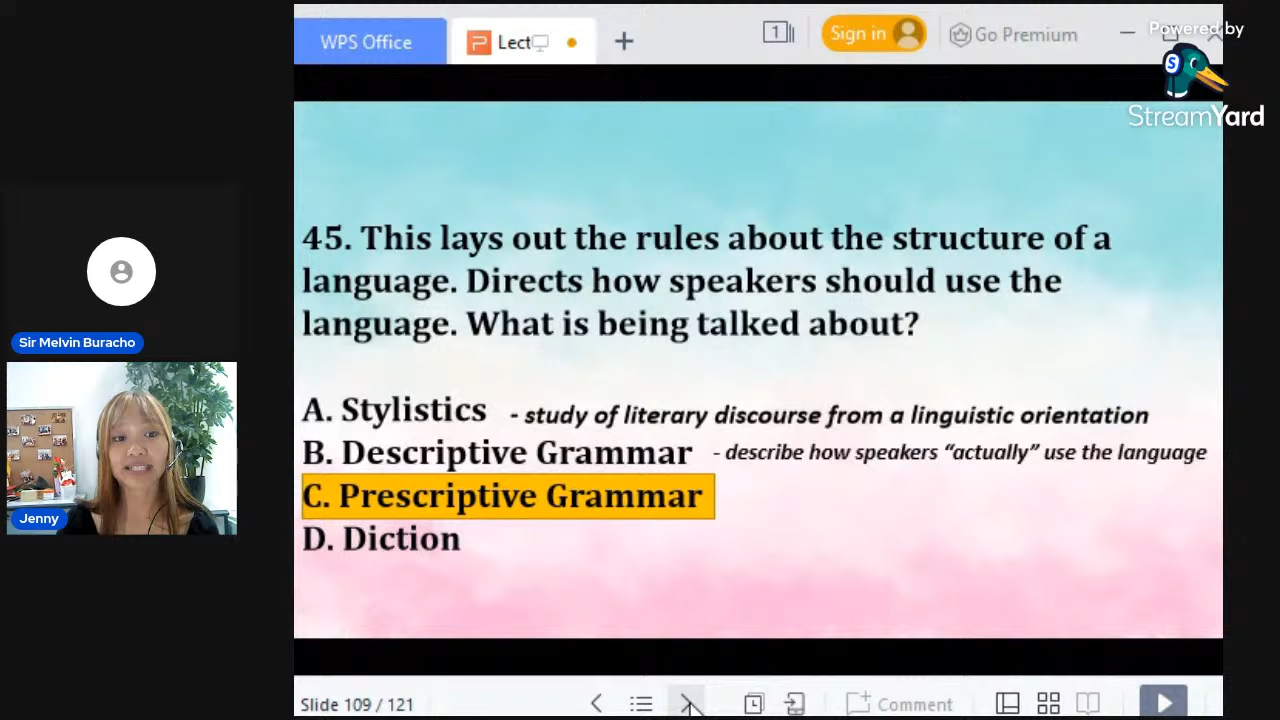 WPS Office
Lect
1
Sign in
Go Premium
Powered by
S
StreamYard
45. This lays out the rules about the structure of a
language. Directs how speakers should use the
language. What is being talked about?
A. Stylistics - study of literary discourse from a linguistic orientation
B. Descriptive Grammar - describe how speakers “actually” use the language
C. Prescriptive Grammar
D. Diction
Sir Melvin Buracho
Jenny
Slide 109 / 121
Comment